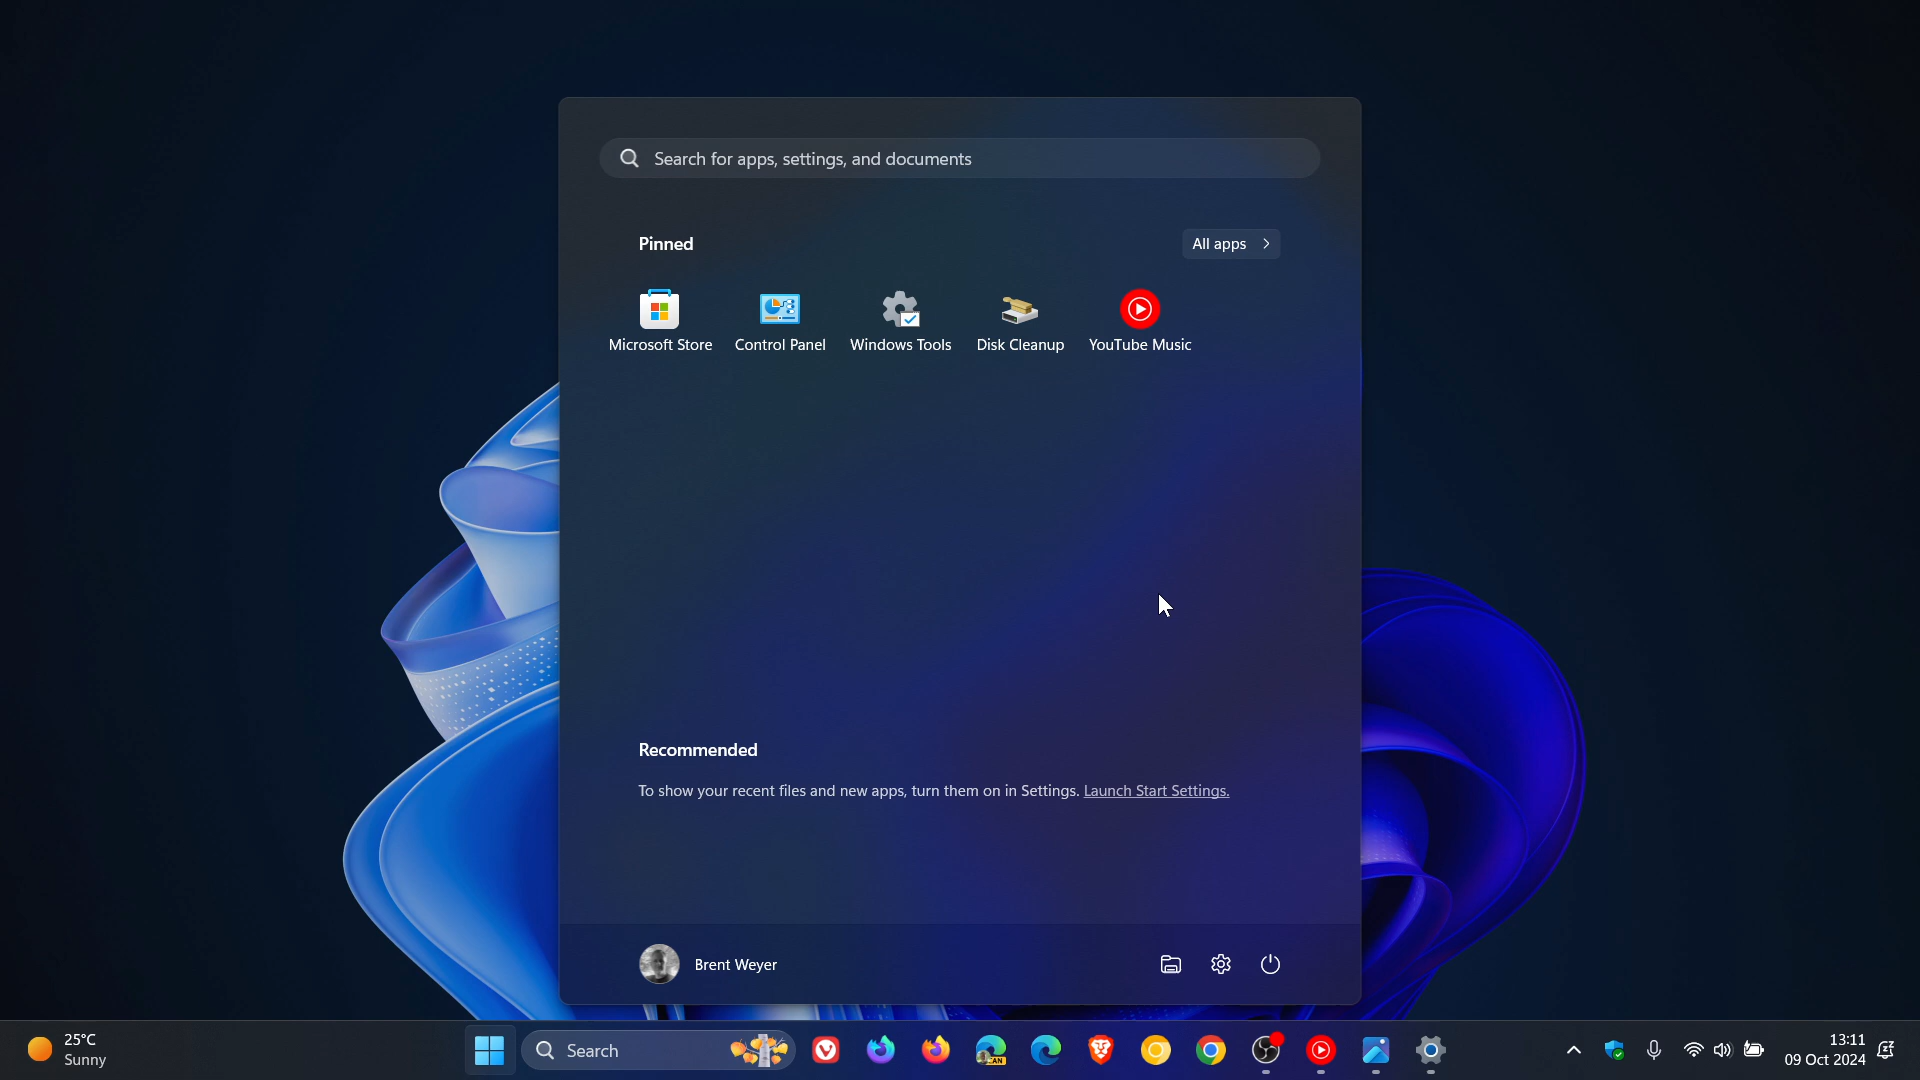 Search for apps, settings, and documents
Pinned
All apps
Microsoft Store
Control Panel
Windows Tools
Disk Cleanup
YouTube Music
Recommended
To show your recent files and new apps, turn them on in Settings. Launch Start Settings.
Brent Weyer
25°C
Sunny
Search
CAN
13:11
09 Oct 2024